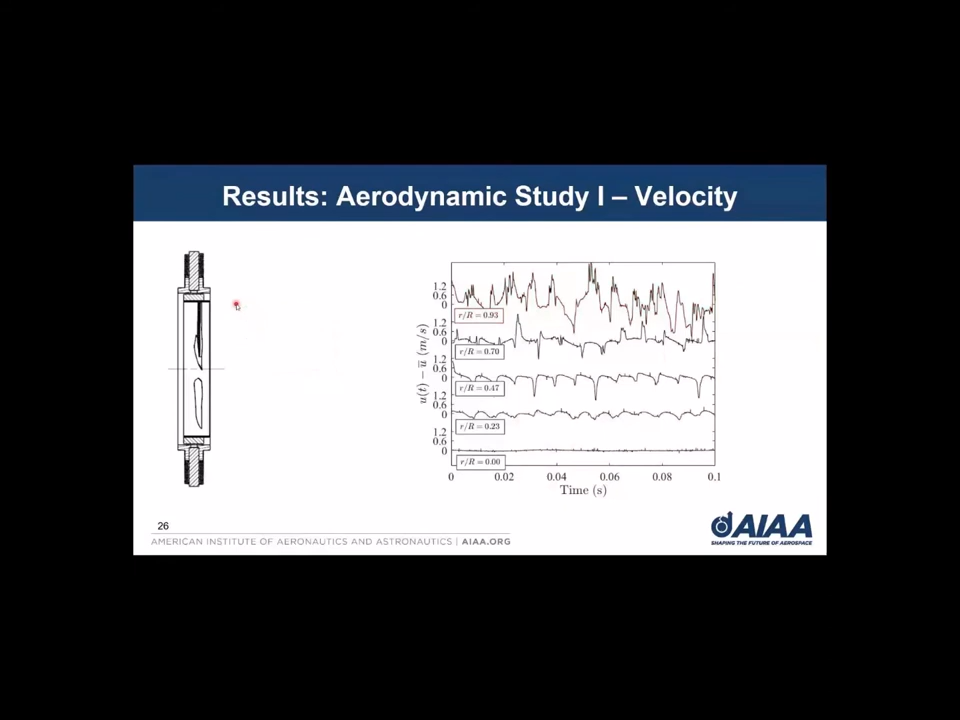 Results: Aerodynamic Study I – Velocity
u(t) − u̅ (m/s)
1.2
0.6
0
r/R = 0.93
1.2
0.6
0
r/R = 0.70
1.2
0.6
0
r/R = 0.47
1.2
0.6
0
r/R = 0.23
1.2
0.6
0
r/R = 0.00
0 0.02 0.04 0.06 0.08 0.1
Time (s)
26
AMERICAN INSTITUTE OF AERONAUTICS AND ASTRONAUTICS | AIAA.ORG
AIAA
SHAPING THE FUTURE OF AEROSPACE